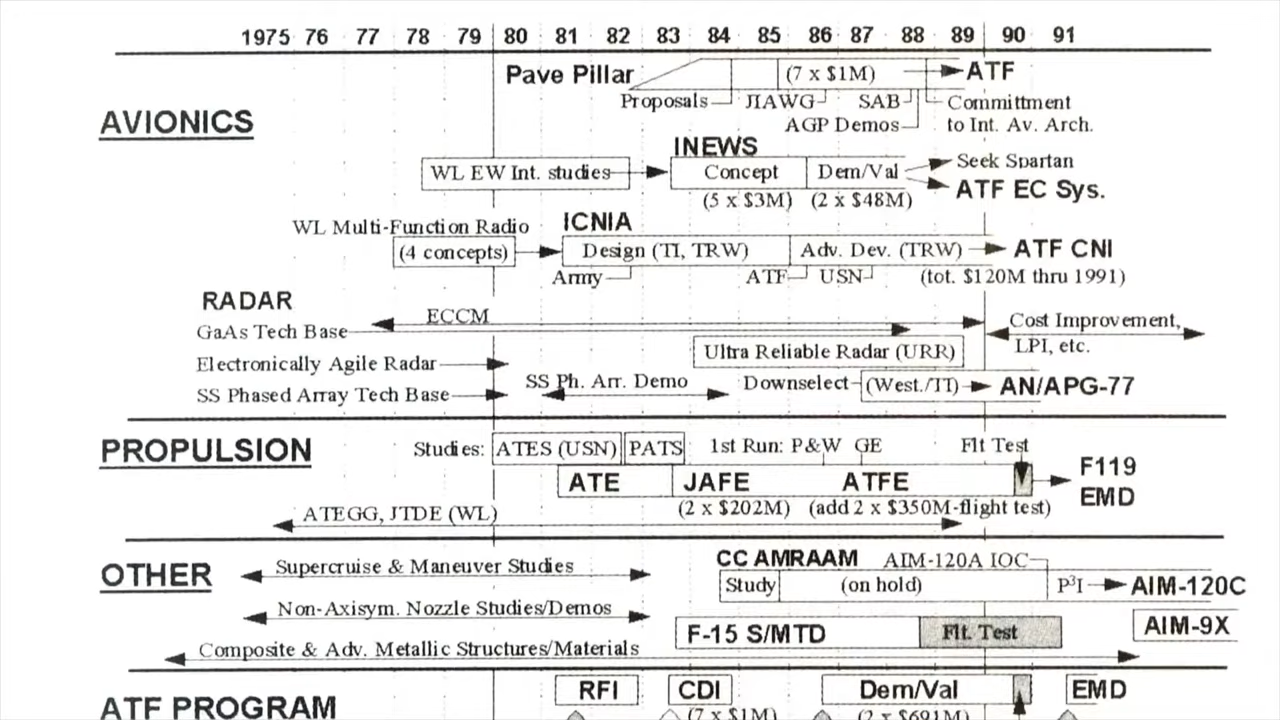 1975 76 77 78 79 80 81 82 83 84 85 86 87 88 89 90 91
Pave Pillar (7 x $1M) ATF
Proposals JIAWG SAB Committment
AVIONICS AGP Demos to Int. Av. Arch.
INEWS
WL EW Int. studies Concept Dem/Val Seek Spartan
(5 x $3M) (2 x $48M) ATF EC Sys.
WL Multi-Function Radio ICNIA
(4 concepts) Design (TI, TRW) Adv. Dev. (TRW) ATF CNI
Army ATF USN (tot. $120M thru 1991)
RADAR
ECCM Cost Improvement,
GaAs Tech Base LPI, etc.
Electronically Agile Radar Ultra Reliable Radar (URR)
SS Phased Array Tech Base SS Ph. Arr. Demo Downselect (West./TI) AN/APG-77
PROPULSION Studies: ATES (USN) PATS 1st Run: P&W GE Flt Test
ATE JAFE ATFE F119
(2 x $202M) (add 2 x $350M-flight test) EMD
ATEGG, JTDE (WL)
CC AMRAAM AIM-120A IOC
OTHER Supercruise & Maneuver Studies Study (on hold) P³I AIM-120C
Non-Axisym. Nozzle Studies/Demos
F-15 S/MTD Flt. Test AIM-9X
Composite & Adv. Metallic Structures/Materials
ATF PROGRAM RFI CDI Dem/Val EMD
(7 x $1M) (2 x $691M)